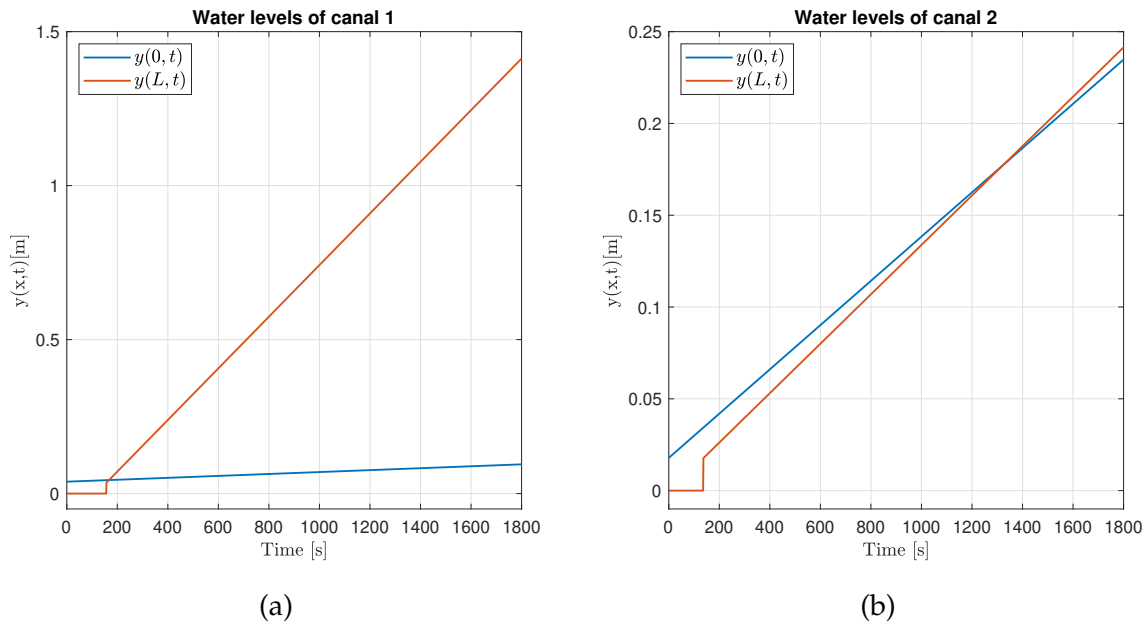 Water levels of canal 1
y(0, t)
y(L, t)
1.5
1
0.5
0
y(x,t)[m]
0 200 400 600 800 1000 1200 1400 1600 1800
Time [s]
(a)
Water levels of canal 2
y(0, t)
y(L, t)
0.25
0.2
0.15
0.1
0.05
0
y(x,t)[m]
0 200 400 600 800 1000 1200 1400 1600 1800
Time [s]
(b)